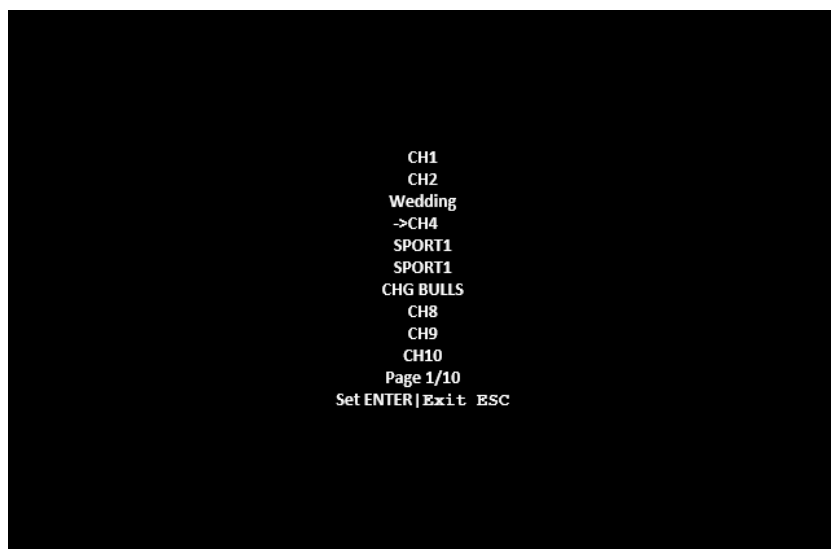 CH1
CH2
Wedding
->CH4
SPORT1
SPORT1
CHG BULLS
CH8
CH9
CH10
Page 1/10
Set ENTER|Exit ESC